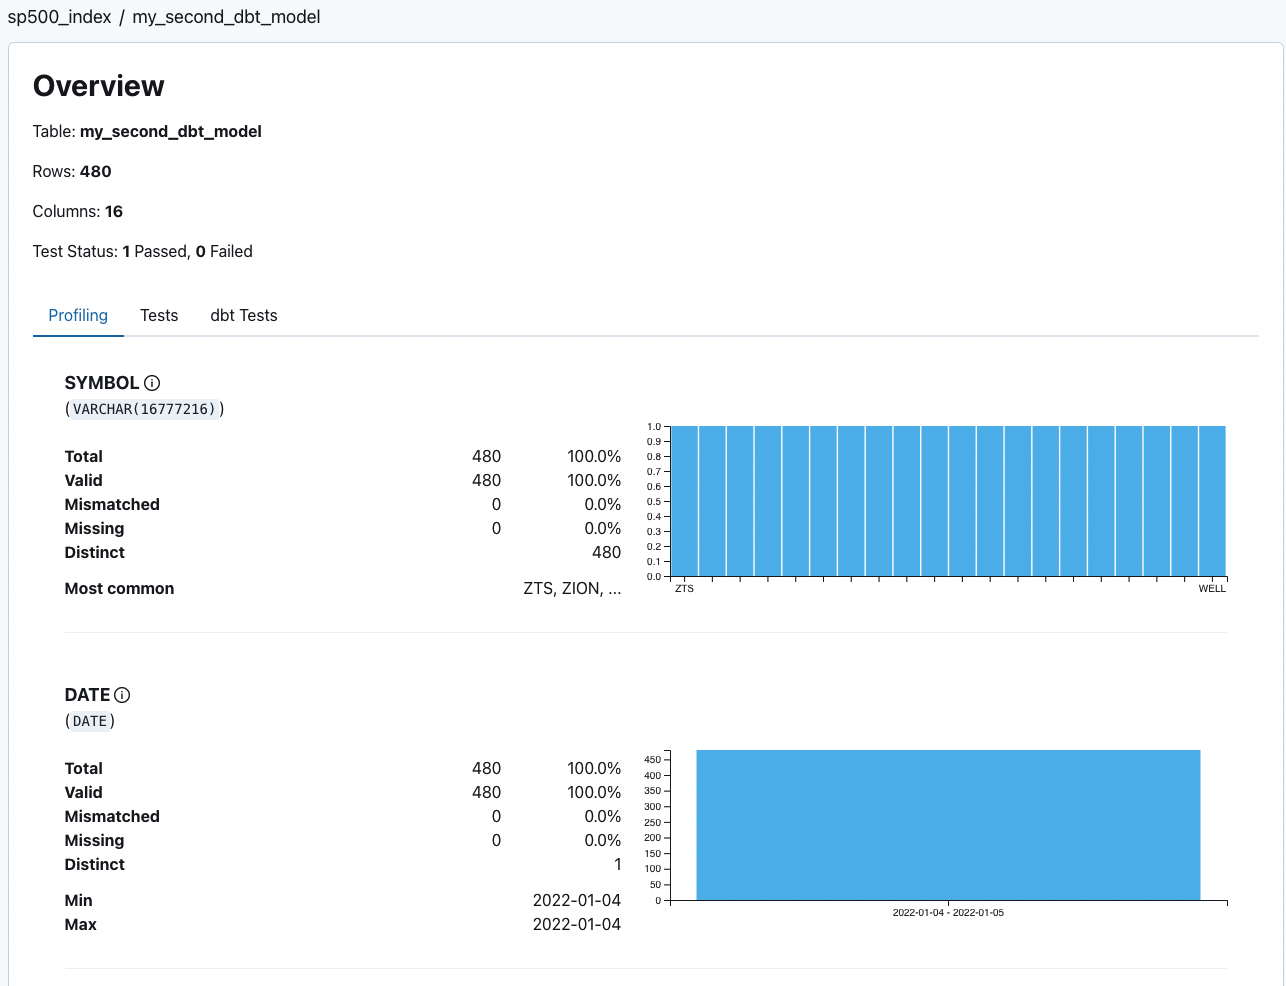 sp500_index / my_second_dbt_model
Overview
Table: my_second_dbt_model
Rows: 480
Columns: 16
Test Status: 1 Passed, 0 Failed
Profiling Tests dbt Tests
SYMBOL
(VARCHAR(16777216))
Total 480 100.0%
Valid 480 100.0%
Mismatched 0 0.0%
Missing 0 0.0%
Distinct 480
Most common ZTS, ZION, ...
1.0
0.9
0.8
0.7
0.6
0.5
0.4
0.3
0.2
0.1
0.0
ZTS WELL
DATE
(DATE)
Total 480 100.0%
Valid 480 100.0%
Mismatched 0 0.0%
Missing 0 0.0%
Distinct 1
Min 2022-01-04
Max 2022-01-04
450
400
350
300
250
200
150
100
50
0
2022-01-04 - 2022-01-05